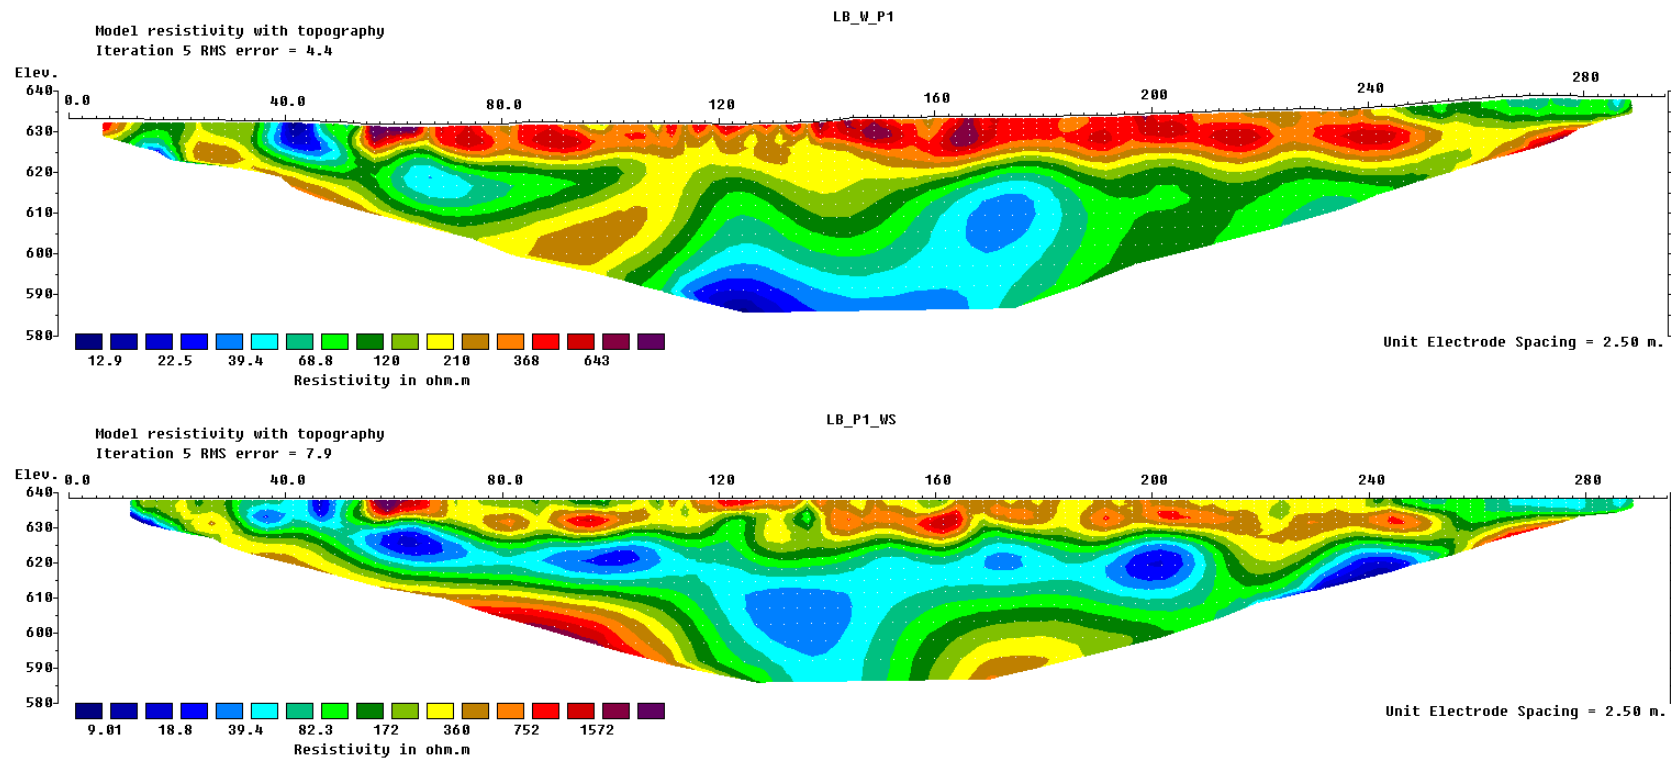 LB_W_P1
Model resistivity with topography
Iteration 5 RMS error = 4.4
Elev.
640
0.0 40.0 80.0 120 160 200 240 280
630
620
610
600
590
580
12.9 22.5 39.4 68.8 120 210 368 643
Resistivity in ohm.m
Unit Electrode Spacing = 2.50 m.
LB_P1_WS
Model resistivity with topography
Iteration 5 RMS error = 7.9
Elev.
0.0 40.0 80.0 120 160 200 240 280
640
630
620
610
600
590
580
9.01 18.8 39.4 82.3 172 360 752 1572
Resistivity in ohm.m
Unit Electrode Spacing = 2.50 m.